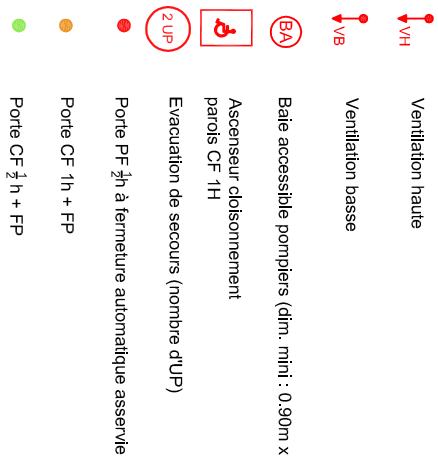 VH
Ventilation haute
VB
Ventilation basse
BA
Baie accessible pompiers (dim. mini : 0.90m x
Ascenseur cloisonnement
parois CF 1H
2 UP
Evacuation de secours (nombre d'UP)
Porte PF ½h à fermeture automatique asservie
Porte CF 1h + FP
Porte CF ½h + FP